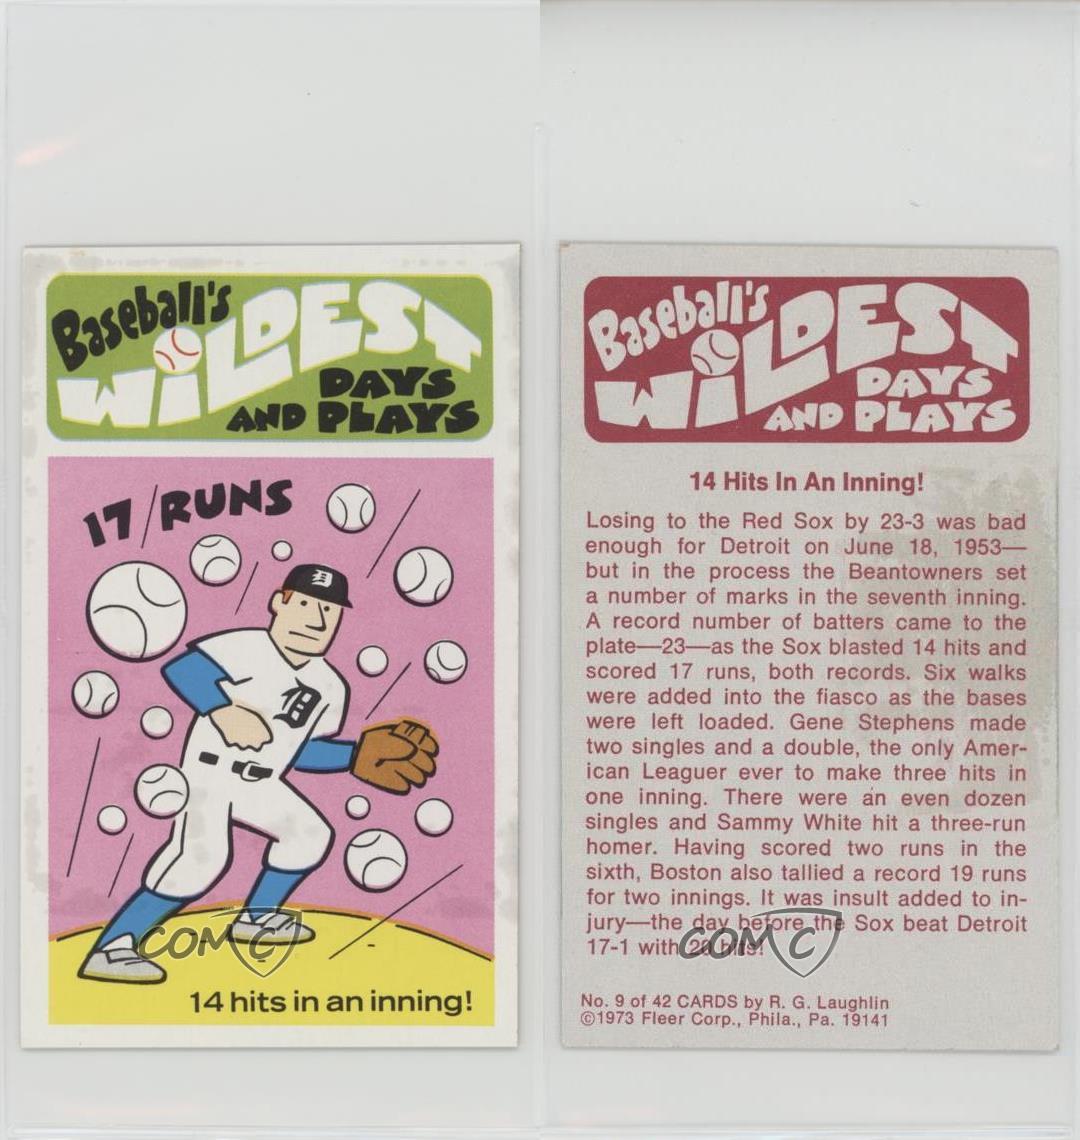 Baseball's
WiLDEST
DAYS
AND PLAYS
17 RUNS
D
D
14 hits in an inning!
COMC
Baseball's
WiLDEST
DAYS
AND PLAYS
14 Hits In An Inning!
Losing to the Red Sox by 23-3 was bad
enough for Detroit on June 18, 1953—
but in the process the Beantowners set
a number of marks in the seventh inning.
A record number of batters came to the
plate—23—as the Sox blasted 14 hits and
scored 17 runs, both records. Six walks
were added into the fiasco as the bases
were left loaded. Gene Stephens made
two singles and a double, the only Amer-
ican Leaguer ever to make three hits in
one inning. There were an even dozen
singles and Sammy White hit a three-run
homer. Having scored two runs in the
sixth, Boston also tallied a record 19 runs
for two innings. It was insult added to in-
jury—the day before the Sox beat Detroit
17-1 with 20 hits!
COMC
No. 9 of 42 CARDS by R. G. Laughlin
©1973 Fleer Corp., Phila., Pa. 19141